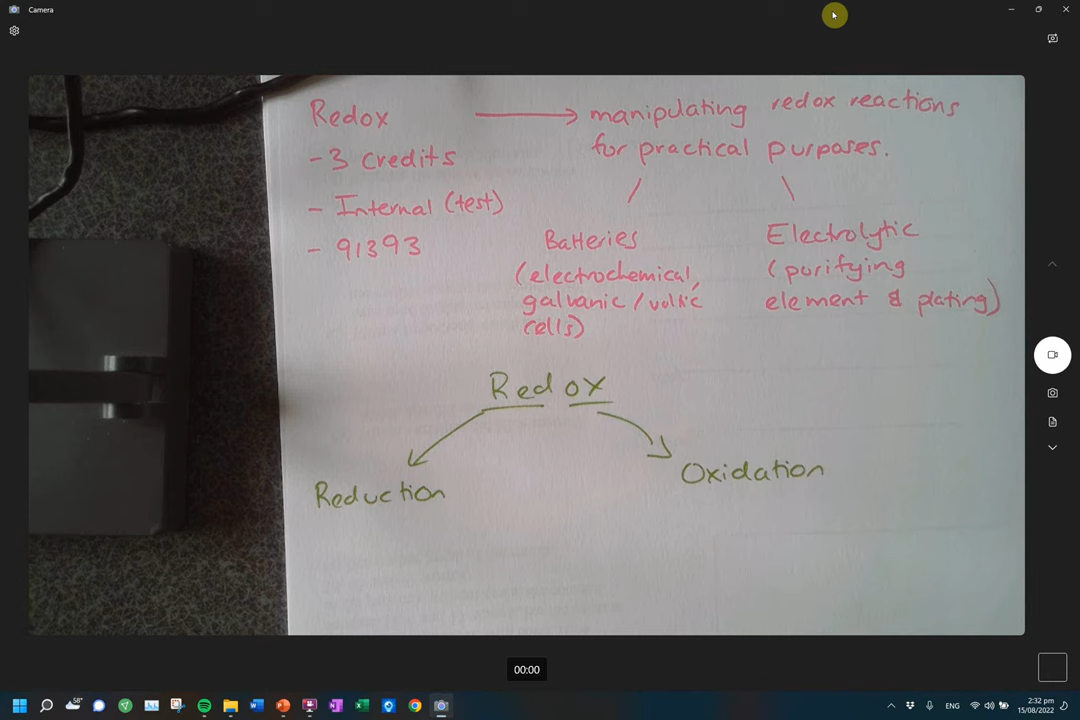 Camera
Redox → manipulating redox reactions
for practical purposes.
- 3 credits
- Internal (test)
- 91393
Batteries
(electrochemical,
galvanic / voltic
cells)
Electrolytic
(purifying
element & plating)
Redox
Reduction
Oxidation
00:00
58°
ENG
2:32 pm
15/08/2022